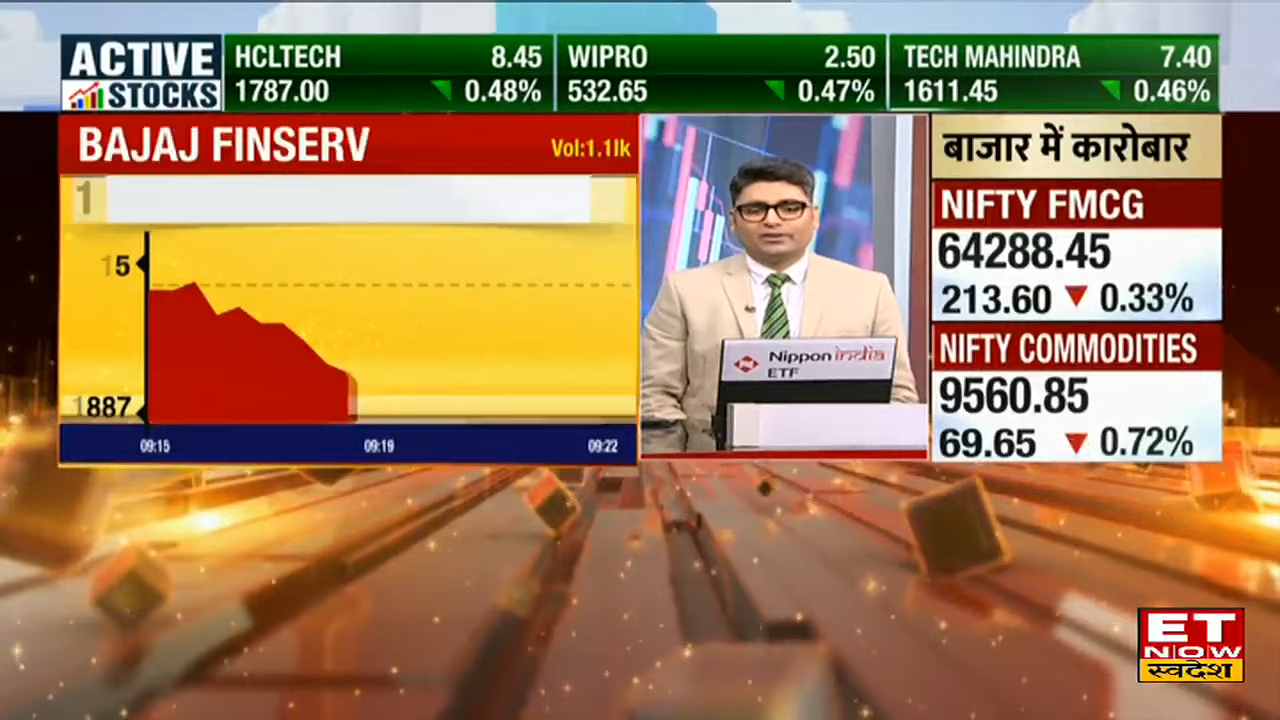 ACTIVE STOCKS
HCLTECH 8.45
1787.00 0.48%
WIPRO 2.50
532.65 0.47%
TECH MAHINDRA 7.40
1611.45 0.46%
BAJAJ FINSERV Vol:1.1lk
1
15
1887
09:15 09:19 09:22
Nippon india
ETF
बाजार में कारोबार
NIFTY FMCG
64288.45
213.60 0.33%
NIFTY COMMODITIES
9560.85
69.65 0.72%
ET
NOW
स्वदेश